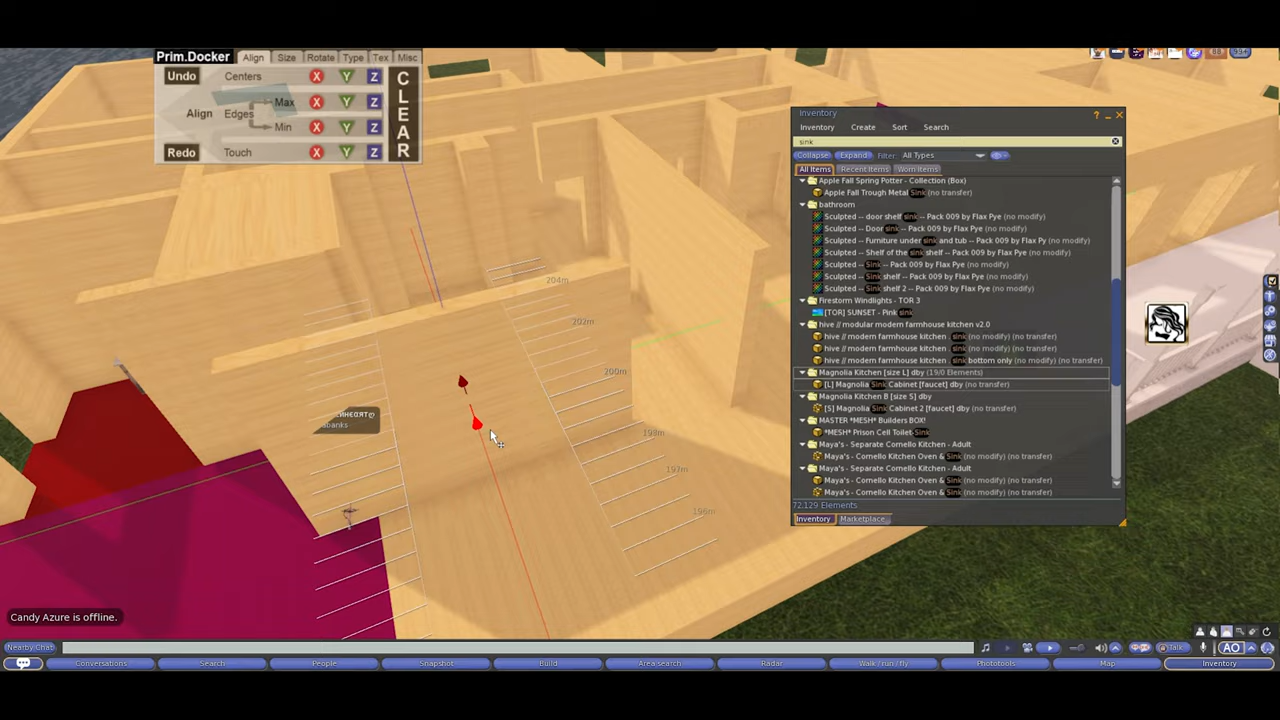 Prim.Docker Align Size Rotate Type Tex Misc
Undo Centers X Y Z
Align Edges Max X Y Z
Min X Y Z
Redo Touch X Y Z
CLEAR
68 99+
Inventory
Inventory Create Sort Search
sink
Collapse Expand Filter: All Types
All Items Recent Items Worn Items
Apple Fall Spring Potter - Collection (Box)
Apple Fall Trough Metal Sink (no transfer)
bathroom
Sculpted -- door shelf sink -- Pack 009 by Flax Pye (no modify)
Sculpted -- Door sink -- Pack 009 by Flax Pye (no modify)
Sculpted -- Furniture under sink and tub -- Pack 009 by Flax Py (no modify)
Sculpted -- Shelf of the sink shelf -- Pack 009 by Flax Pye (no modify)
Sculpted -- Sink -- Pack 009 by Flax Pye (no modify)
Sculpted -- Sink shelf -- Pack 009 by Flax Pye (no modify)
Sculpted -- Sink shelf 2 -- Pack 009 by Flax Pye (no modify)
Firestorm Windlights - TOR 3
[TOR] SUNSET - Pink sink
hive // modular modern farmhouse kitchen v2.0
hive // modern farmhouse kitchen . sink (no modify) (no transfer)
hive // modern farmhouse kitchen . sink (no modify) (no transfer)
hive // modern farmhouse kitchen . sink bottom only (no modify) (no transfer)
Magnolia Kitchen [size L] dby (19/0 Elements)
[L] Magnolia Sink Cabinet [faucet] dby (no transfer)
Magnolia Kitchen B [size S] dby
[S] Magnolia Sink Cabinet 2 [faucet] dby (no transfer)
MASTER *MESH* Builders BOX!
*MESH* Prison Cell Toilet-Sink
Maya's - Separate Cornello Kitchen - Adult
Maya's - Cornello Kitchen Oven & Sink (no modify) (no transfer)
Maya's - Separate Cornello Kitchen - Adult
Maya's - Cornello Kitchen Oven & Sink (no modify) (no transfer)
Maya's - Cornello Kitchen Oven & Sink (no modify) (no transfer)
72,129 Elements
Inventory Marketplace
204m
202m
200m
198m
197m
196m
banks
Candy Azure is offline.
Nearby Chat
Talk AO
Conversations Search People Snapshot Build Area search Radar Walk / run / fly Phototools Map Inventory